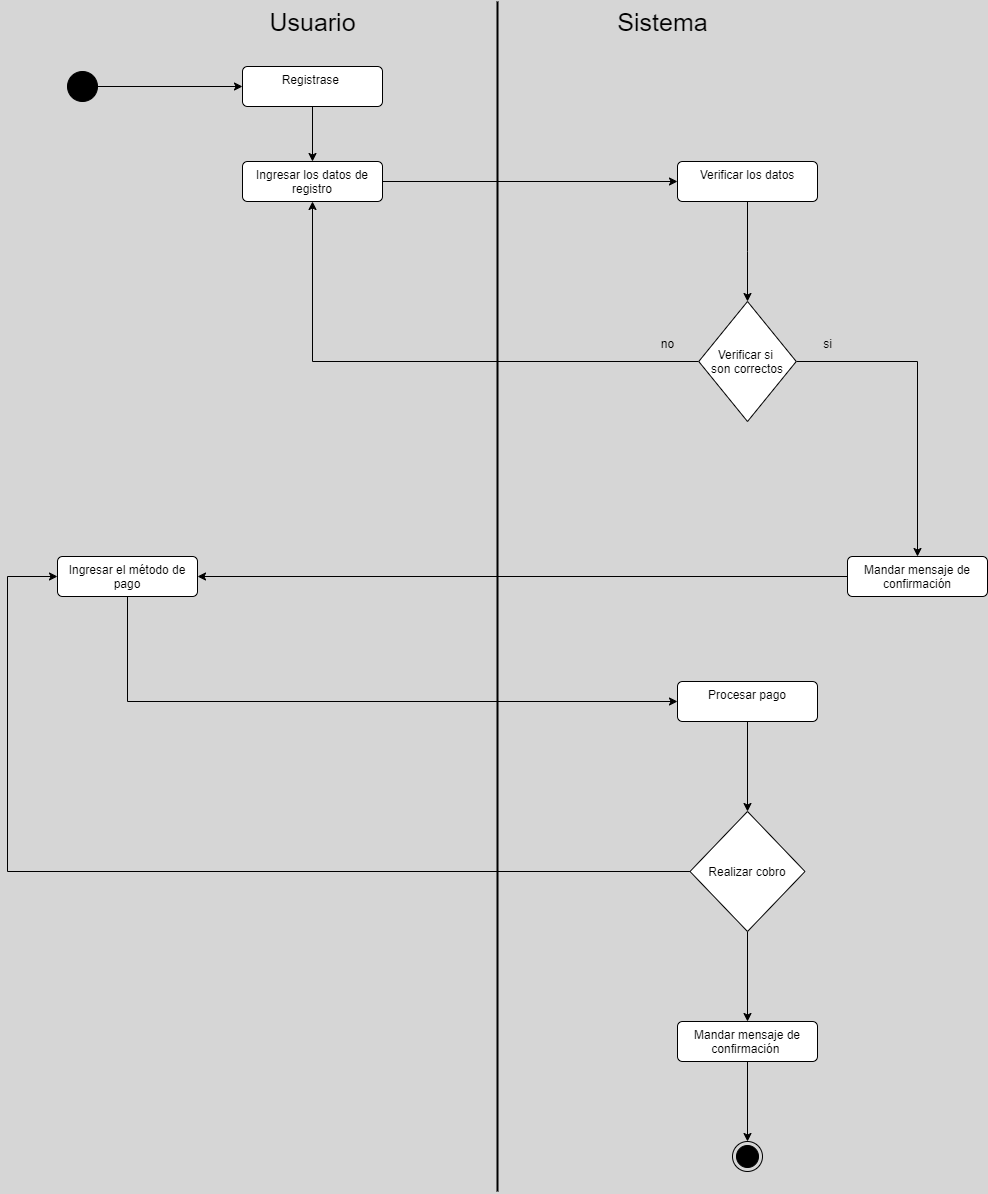 Usuario
Sistema
Registrase
Ingresar los datos de
registro
Verificar los datos
no
Verificar si
son correctos
si
Ingresar el método de
pago
Mandar mensaje de
confirmación
Procesar pago
Realizar cobro
Mandar mensaje de
confirmación